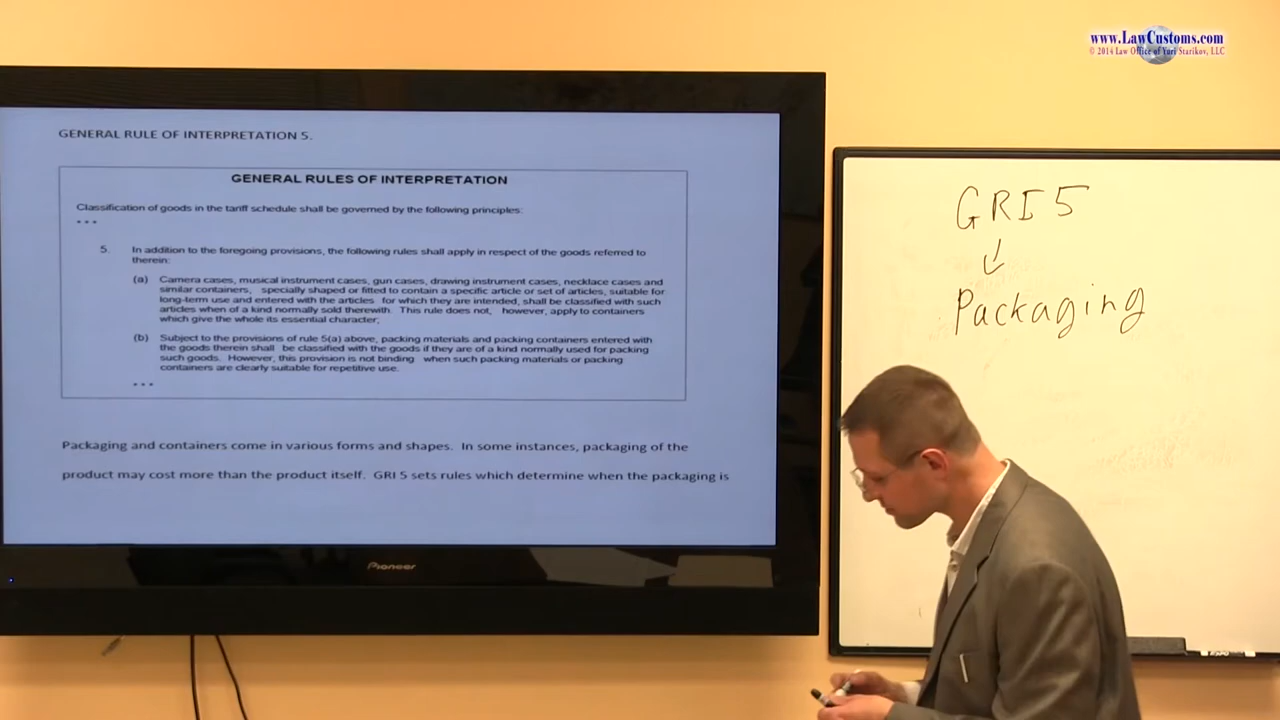 www.LawCustoms.com
© 2014 Law Office of Yuri Starikov, LLC
GENERAL RULE OF INTERPRETATION 5.
GENERAL RULES OF INTERPRETATION
Classification of goods in the tariff schedule shall be governed by the following principles:
* * *
5. In addition to the foregoing provisions, the following rules shall apply in respect of the goods referred to
therein:
(a) Camera cases, musical instrument cases, gun cases, drawing instrument cases, necklace cases and
similar containers, specially shaped or fitted to contain a specific article or set of articles, suitable for
long-term use and entered with the articles for which they are intended, shall be classified with such
articles when of a kind normally sold therewith. This rule does not, however, apply to containers
which give the whole its essential character;
(b) Subject to the provisions of rule 5(a) above, packing materials and packing containers entered with
the goods therein shall be classified with the goods if they are of a kind normally used for packing
such goods. However, this provision is not binding when such packing materials or packing
containers are clearly suitable for repetitive use.
* * *
Packaging and containers come in various forms and shapes. In some instances, packaging of the
product may cost more than the product itself. GRI 5 sets rules which determine when the packaging is
Pioneer
GRI 5
Packaging